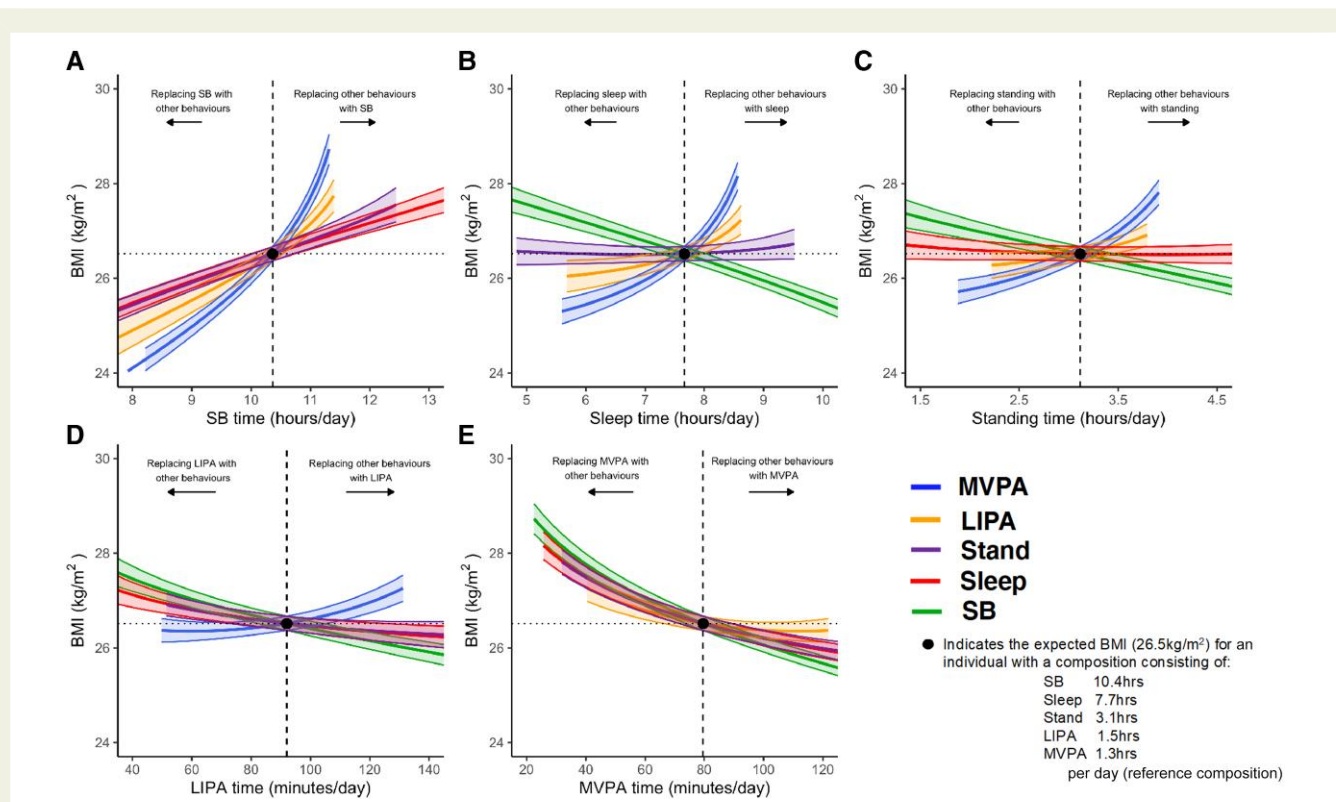 A
30
28
26
24
BMI (kg/m²)
Replacing SB with
other behaviours
Replacing other behaviours
with SB
8 9 10 11 12 13
SB time (hours/day)
B
30
28
26
24
BMI (kg/m²)
Replacing sleep with
other behaviours
Replacing other behaviours
with sleep
5 6 7 8 9 10
Sleep time (hours/day)
C
30
28
26
24
BMI (kg/m²)
Replacing standing with
other behaviours
Replacing other behaviours
with standing
1.5 2.5 3.5 4.5
Standing time (hours/day)
D
30
28
26
24
BMI (kg/m²)
Replacing LIPA with
other behaviours
Replacing other behaviours
with LIPA
40 60 80 100 120 140
LIPA time (minutes/day)
E
30
28
26
24
BMI (kg/m²)
Replacing MVPA with
other behaviours
Replacing other behaviours
with MVPA
20 40 60 80 100 120
MVPA time (minutes/day)
MVPA
LIPA
Stand
Sleep
SB
Indicates the expected BMI (26.5kg/m²) for an
individual with a composition consisting of:
SB 10.4hrs
Sleep 7.7hrs
Stand 3.1hrs
LIPA 1.5hrs
MVPA 1.3hrs
per day (reference composition)